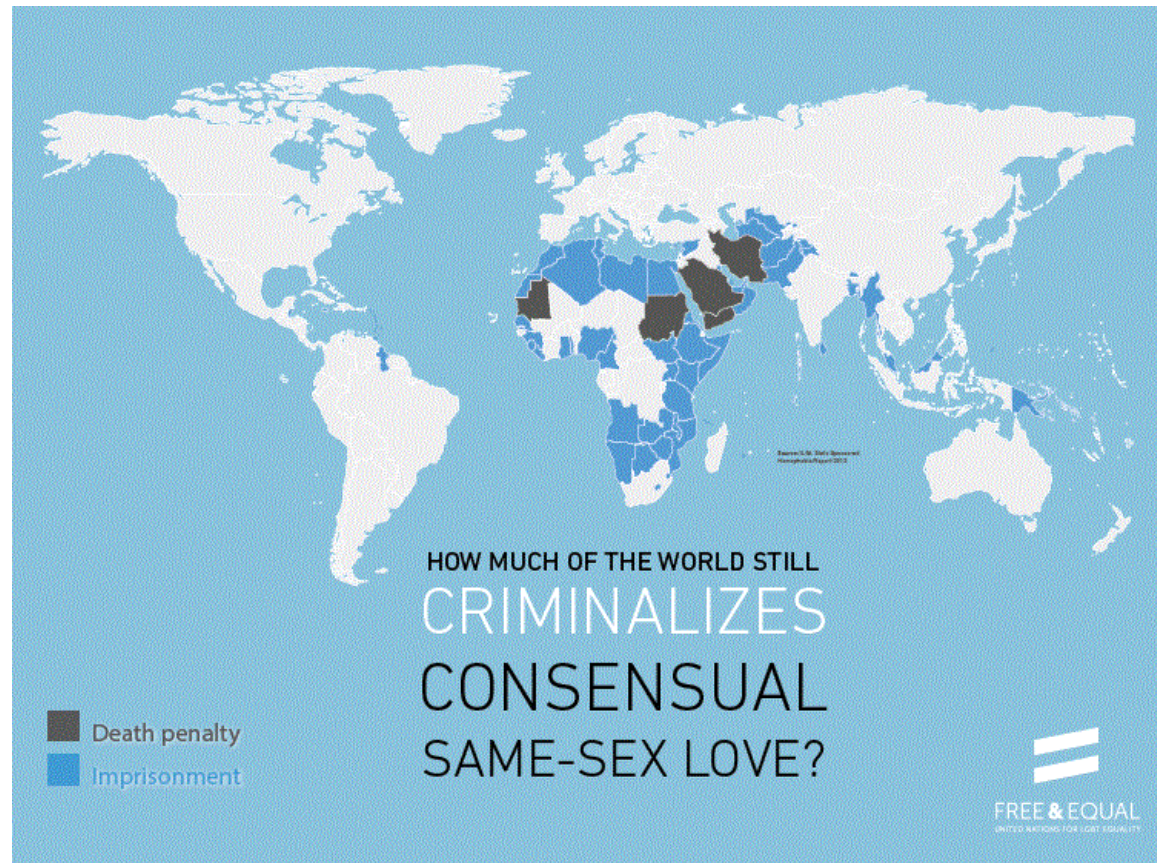 HOW MUCH OF THE WORLD STILL
CRIMINALIZES
CONSENSUAL
SAME-SEX LOVE?
Death penalty
Imprisonment
FREE & EQUAL
UNITED NATIONS FOR LGBT EQUALITY